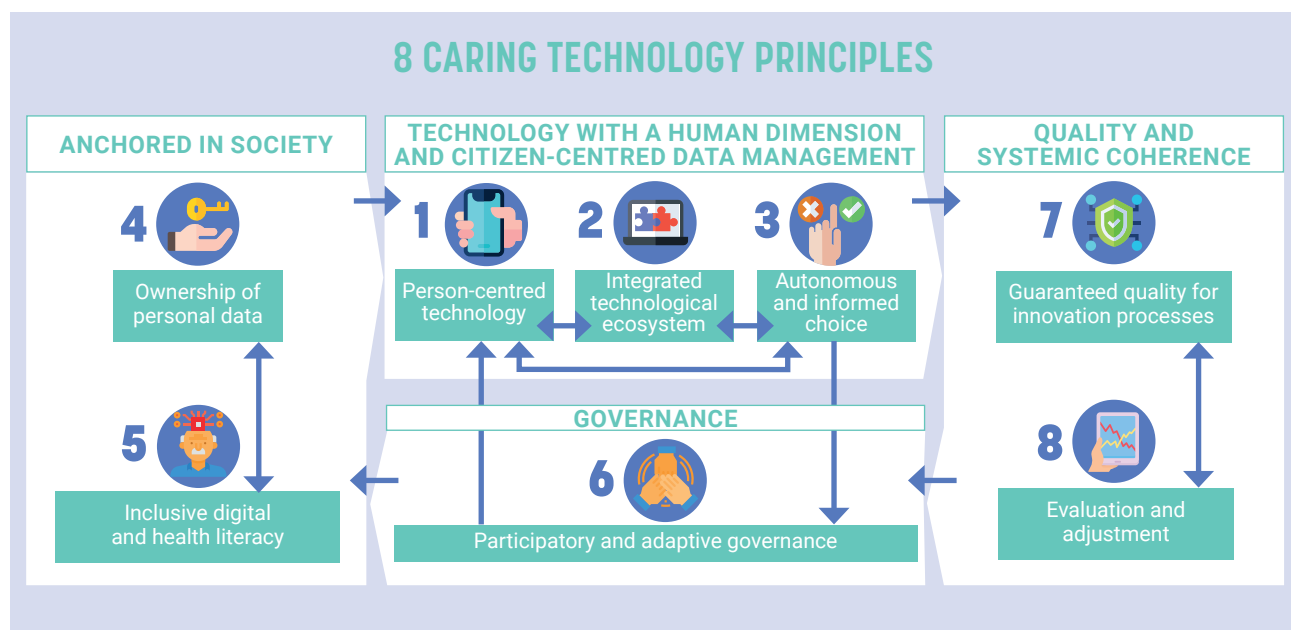 8 CARING TECHNOLOGY PRINCIPLES
ANCHORED IN SOCIETY
4
Ownership of
personal data
5
Inclusive digital
and health literacy
TECHNOLOGY WITH A HUMAN DIMENSION
AND CITIZEN-CENTRED DATA MANAGEMENT
1
Person-centred
technology
2
Integrated
technological
ecosystem
3
Autonomous
and informed
choice
GOVERNANCE
6
Participatory and adaptive governance
QUALITY AND
SYSTEMIC COHERENCE
7
Guaranteed quality for
innovation processes
8
Evaluation and
adjustment